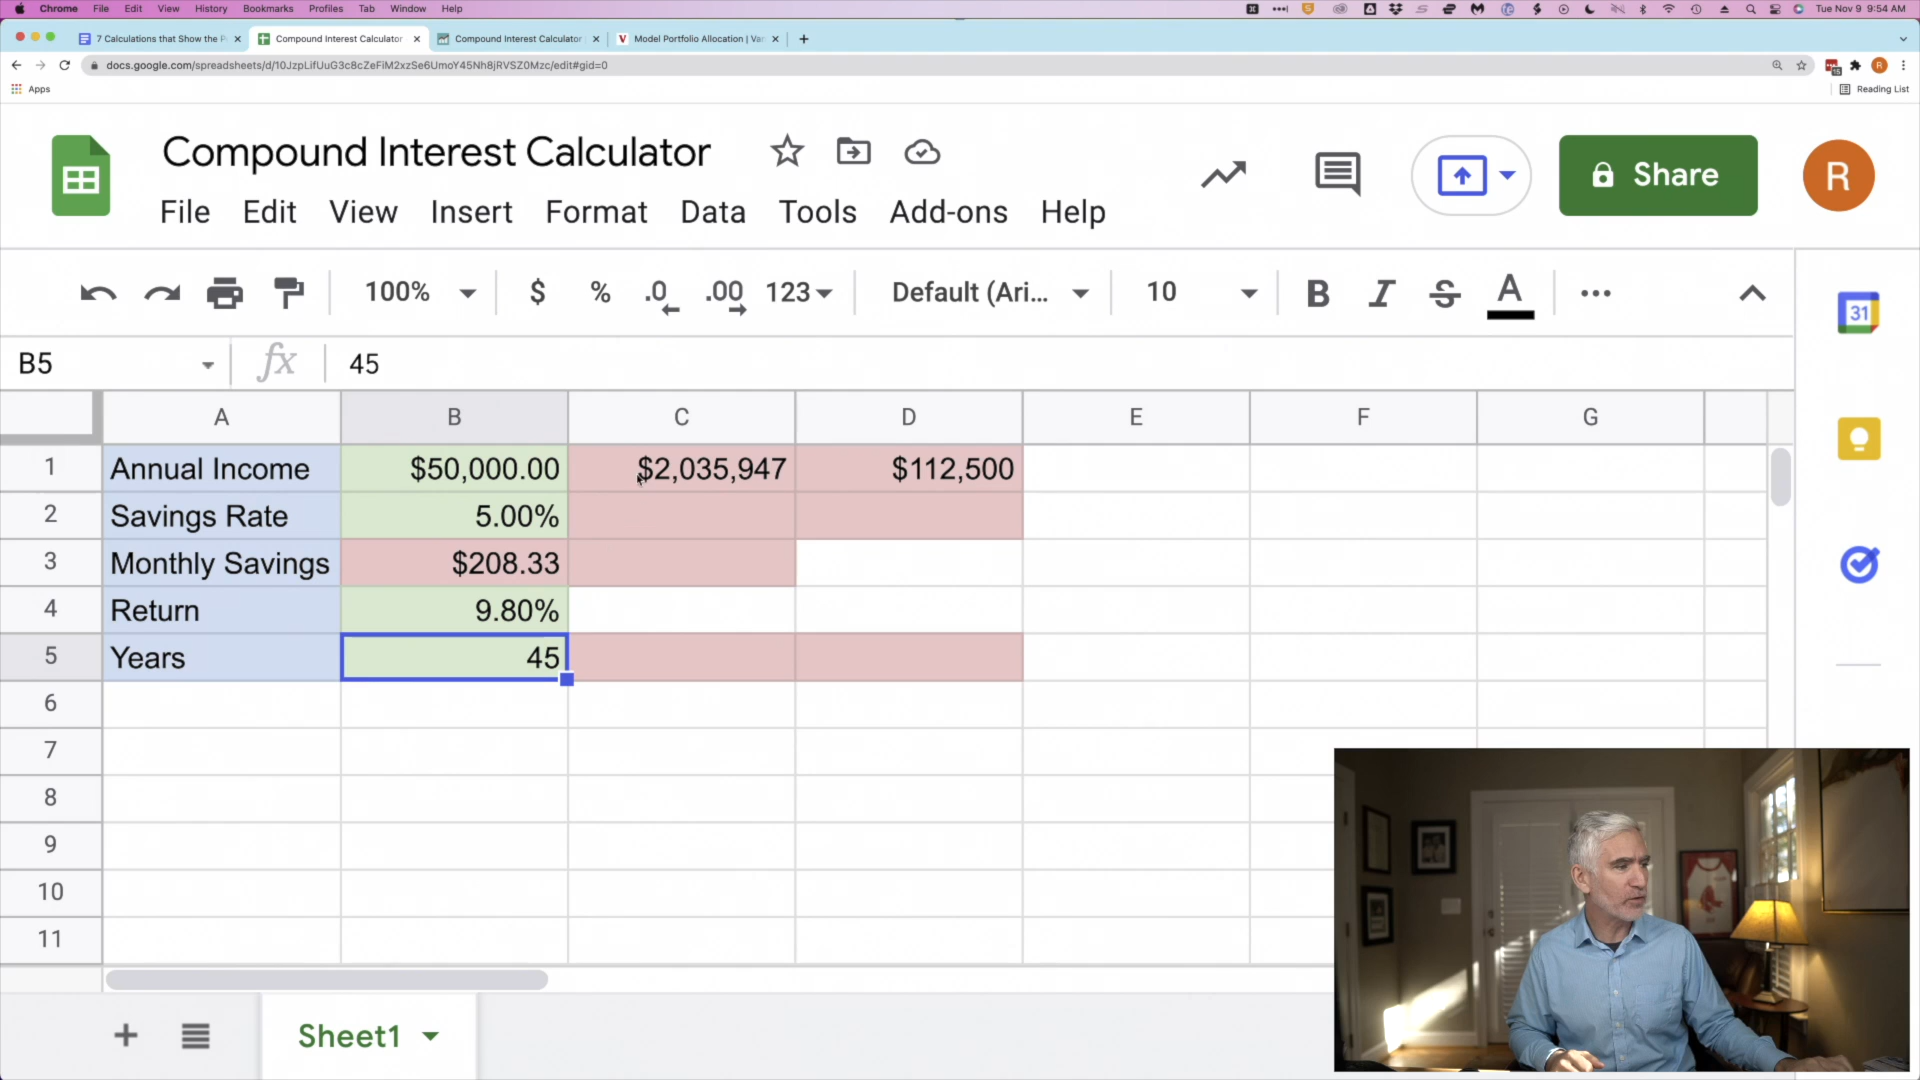 Chrome File Edit View History Bookmarks Profiles Tab Window Help Tue Nov 9 9:54 AM
7 Calculations that Show the P Compound Interest Calculator Compound Interest Calculator Model Portfolio Allocation | Va
docs.google.com/spreadsheets/d/10JzpLifUuG3c8cZeFiM2xzSe6UmoY45Nh8jRVSZ0Mzc/edit#gid=0
Apps Reading List
Compound Interest Calculator
File Edit View Insert Format Data Tools Add-ons Help
Share R
100% $ % .0 .00 123 Default (Ari... 10 B I S A
31
B5 fx 45
A B C D E F G
1 Annual Income $50,000.00 $2,035,947 $112,500
2 Savings Rate 5.00%
3 Monthly Savings $208.33
4 Return 9.80%
5 Years 45
6
7
8
9
10
11
Sheet1